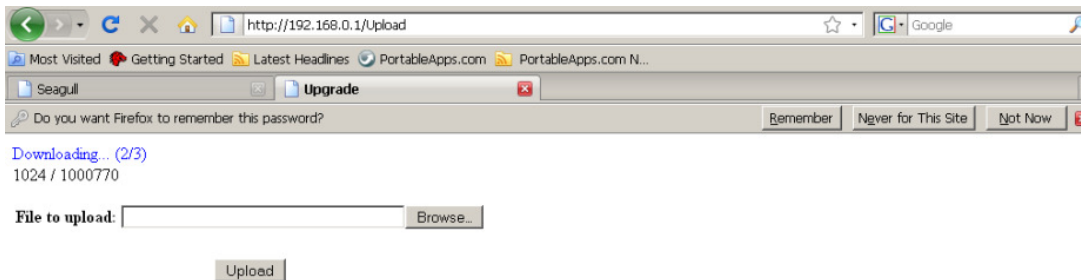 http://192.168.0.1/Upload Google
Most Visited Getting Started Latest Headlines PortableApps.com PortableApps.com N...
Seagull Upgrade
Do you want Firefox to remember this password? Remember Never for This Site Not Now
Downloading... (2/3)
1024 / 1000770
File to upload: Browse...
Upload